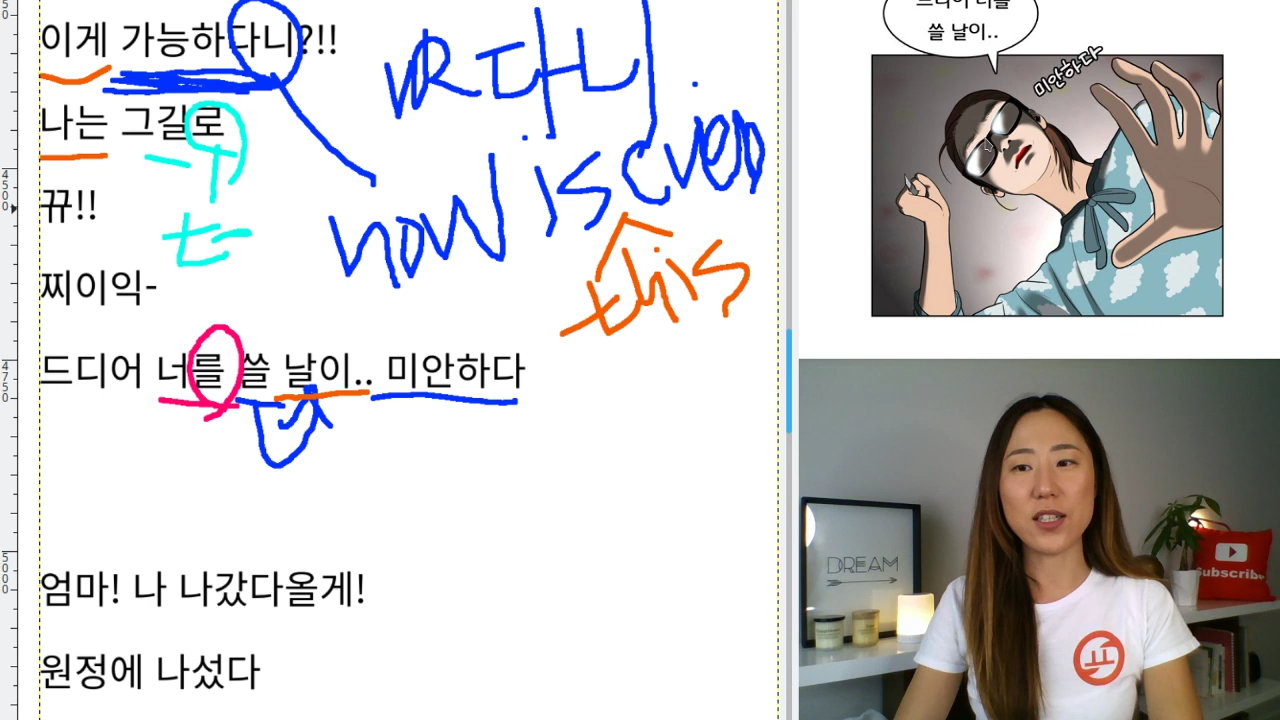 이게 가능하다니?!!
나는 그길로
뀨!!
찌이익-
드디어 너를 쓸 날이.. 미안하다
엄마! 나 나갔다올게!
원정에 나섰다
how is even
this
쓸 날이..
미안하다
DREAM
Subscribe